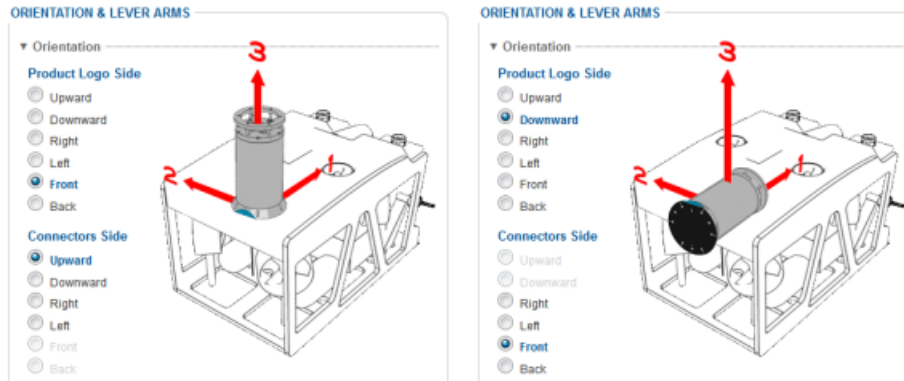 ORIENTATION & LEVER ARMS
▼ Orientation
Product Logo Side
Upward
Downward
Right
Left
Front
Back
Connectors Side
Upward
Downward
Right
Left
Front
Back
3
2
1
ORIENTATION & LEVER ARMS
▼ Orientation
Product Logo Side
Upward
Downward
Right
Left
Front
Back
Connectors Side
Upward
Downward
Right
Left
Front
Back
3
2
1